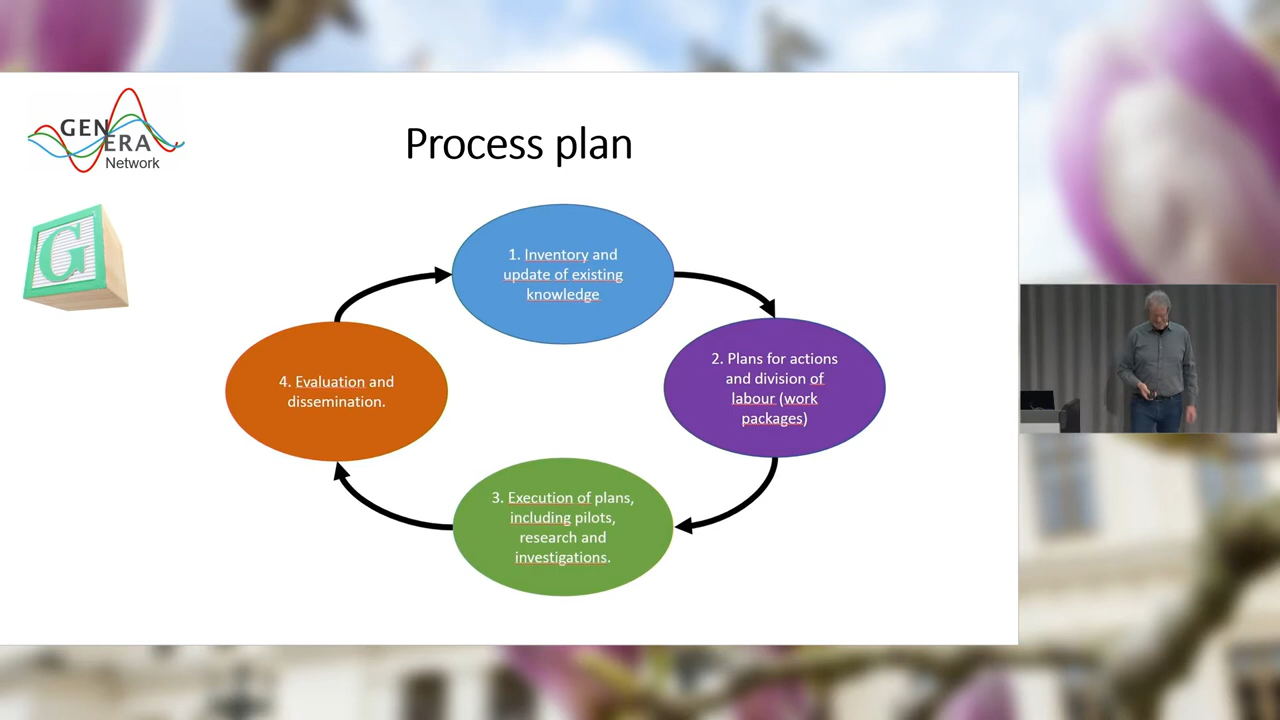 GEN
ERA
Network
Process plan
G
1. Inventory and
update of existing
knowledge
2. Plans for actions
and division of
labour (work
packages)
3. Execution of plans,
including pilots,
research and
investigations.
4. Evaluation and
dissemination.